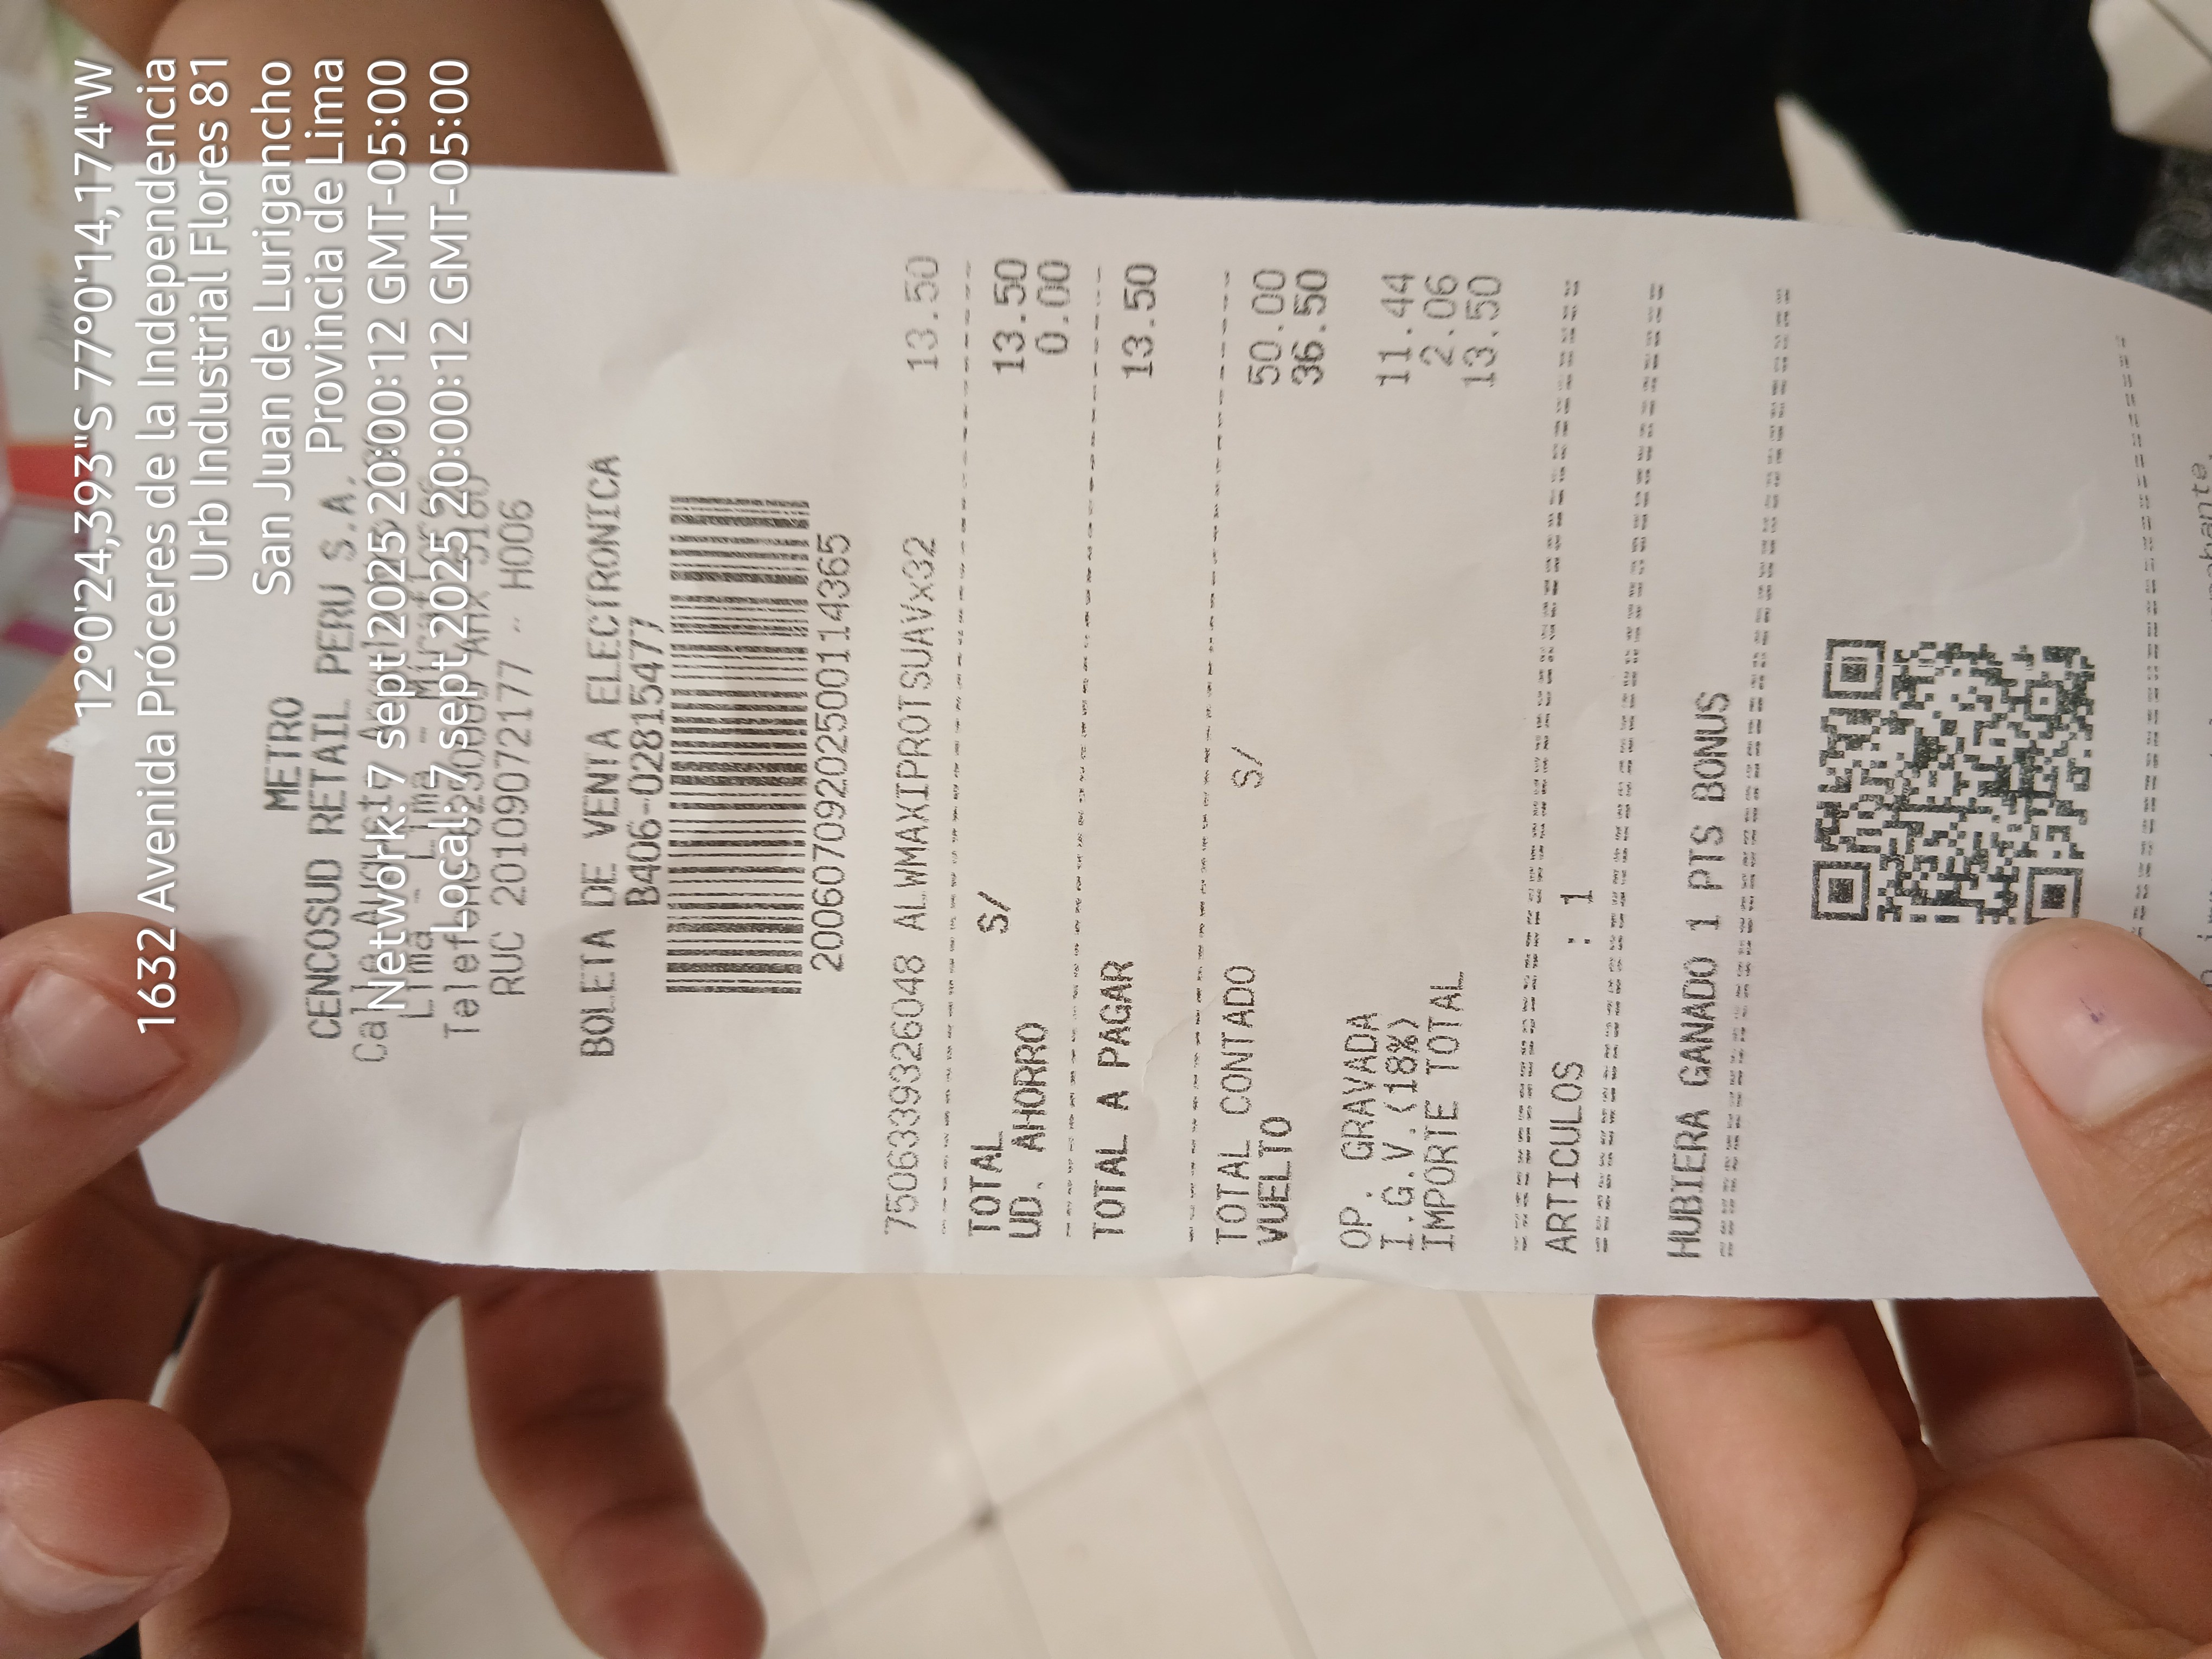 12°0'24,393"S 77°0'14,174"W
1632 Avenida Próceres de la Independencia
Urb Industrial Flores 81
San Juan de Lurigancho
Provincia de Lima
Network: 7 sept 2025 20:00:12 GMT-05:00
Local: 7 sept 2025 20:00:12 GMT-05:00
METRO
CENCOSUD RETAIL PERU S.A.
Calle Augusto
Lima - Lima - Miraflores
Telefono Anx 5180
RUC 20109072177 - H006
BOLETA DE VENTA ELECTRONICA
B406-02815477
20060709202500114365
7506339326048 ALWMAXIPROTSUAVx32 13.50
TOTAL S/ 13.50
UD. AHORRO 0.00
TOTAL A PAGAR 13.50
TOTAL CONTADO S/ 50.00
VUELTO 36.50
OP. GRAVADA 11.44
I.G.V.(18%) 2.06
IMPORTE TOTAL 13.50
ARTICULOS : 1
HUBIERA GANADO 1 PTS BONUS